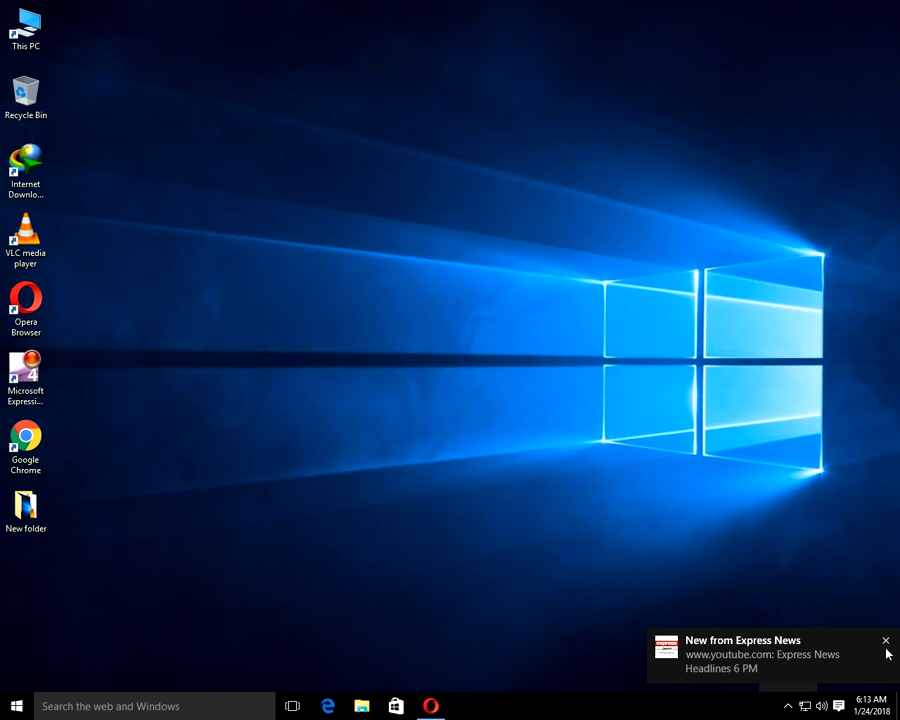 This PC
Recycle Bin
Internet
Downlo...
VLC media
player
Opera
Browser
4
Microsoft
Expressi...
Google
Chrome
New folder
New from Express News
www.youtube.com: Express News
Headlines 6 PM
Search the web and Windows
6:13 AM
1/24/2018